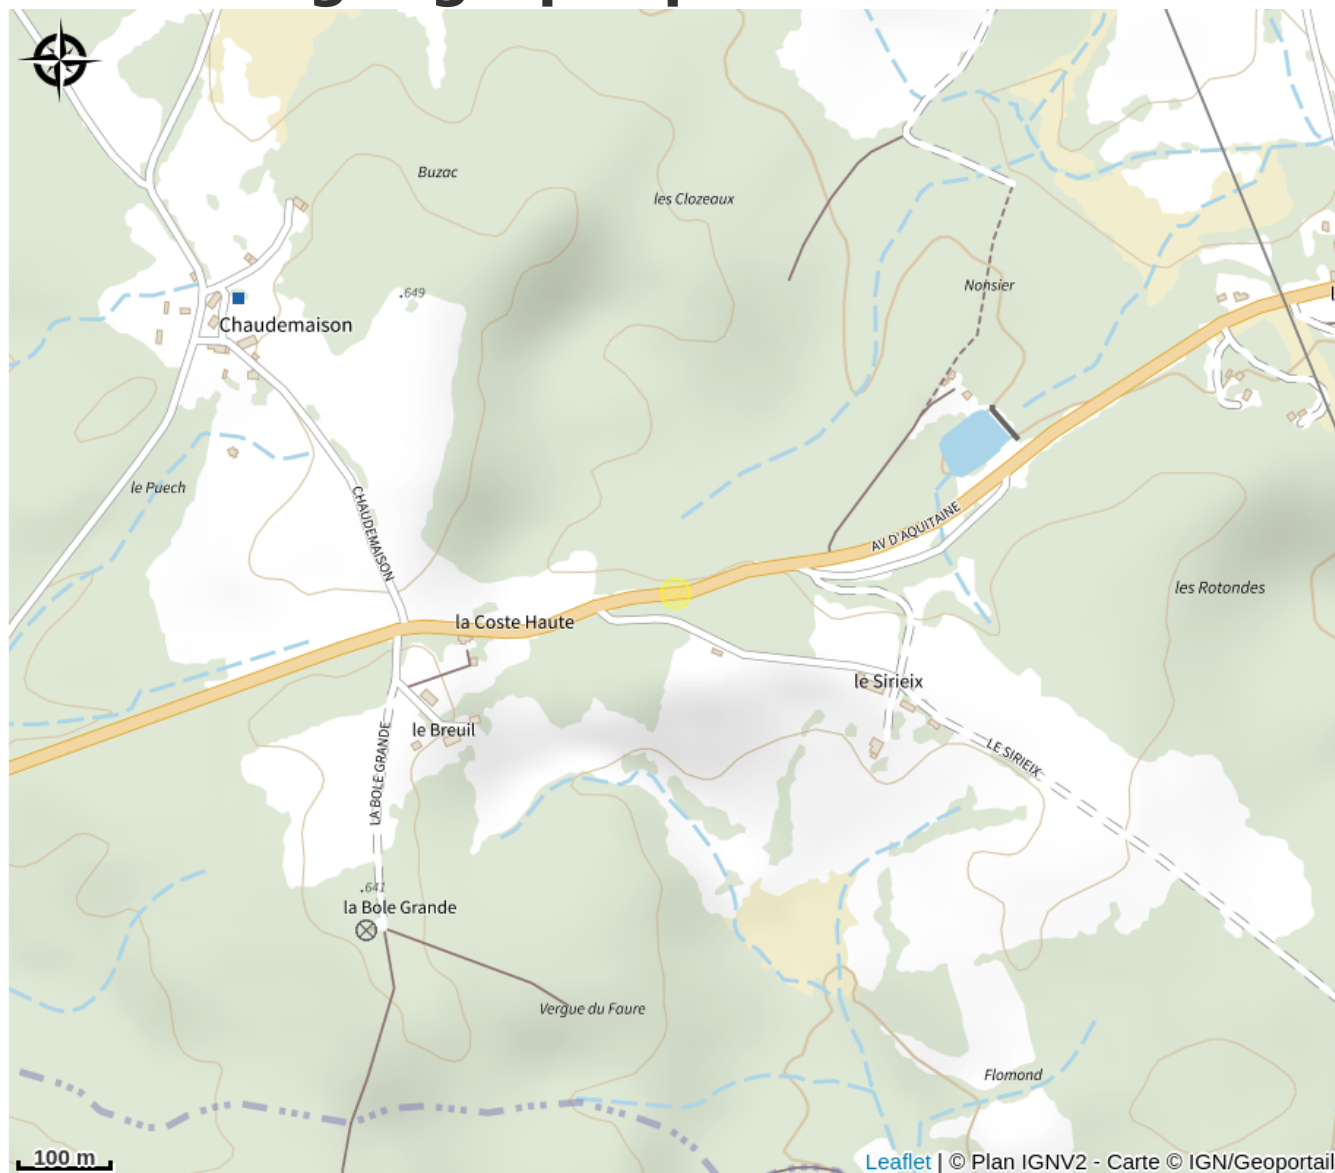 Buzac
les Clozeaux
Nonsier
.649
Chaudemaison
le Puech
CHAUDEMAISON
AV D'AQUITAINE
les Rotondes
la Coste Haute
le Sirieix
le Breuil
LA BOLE GRANDE
LE SIRIEIX
.641
la Bole Grande
Vergue du Faure
Flomond
100 m
Leaflet | © Plan IGNV2 - Carte © IGN/Geoportail